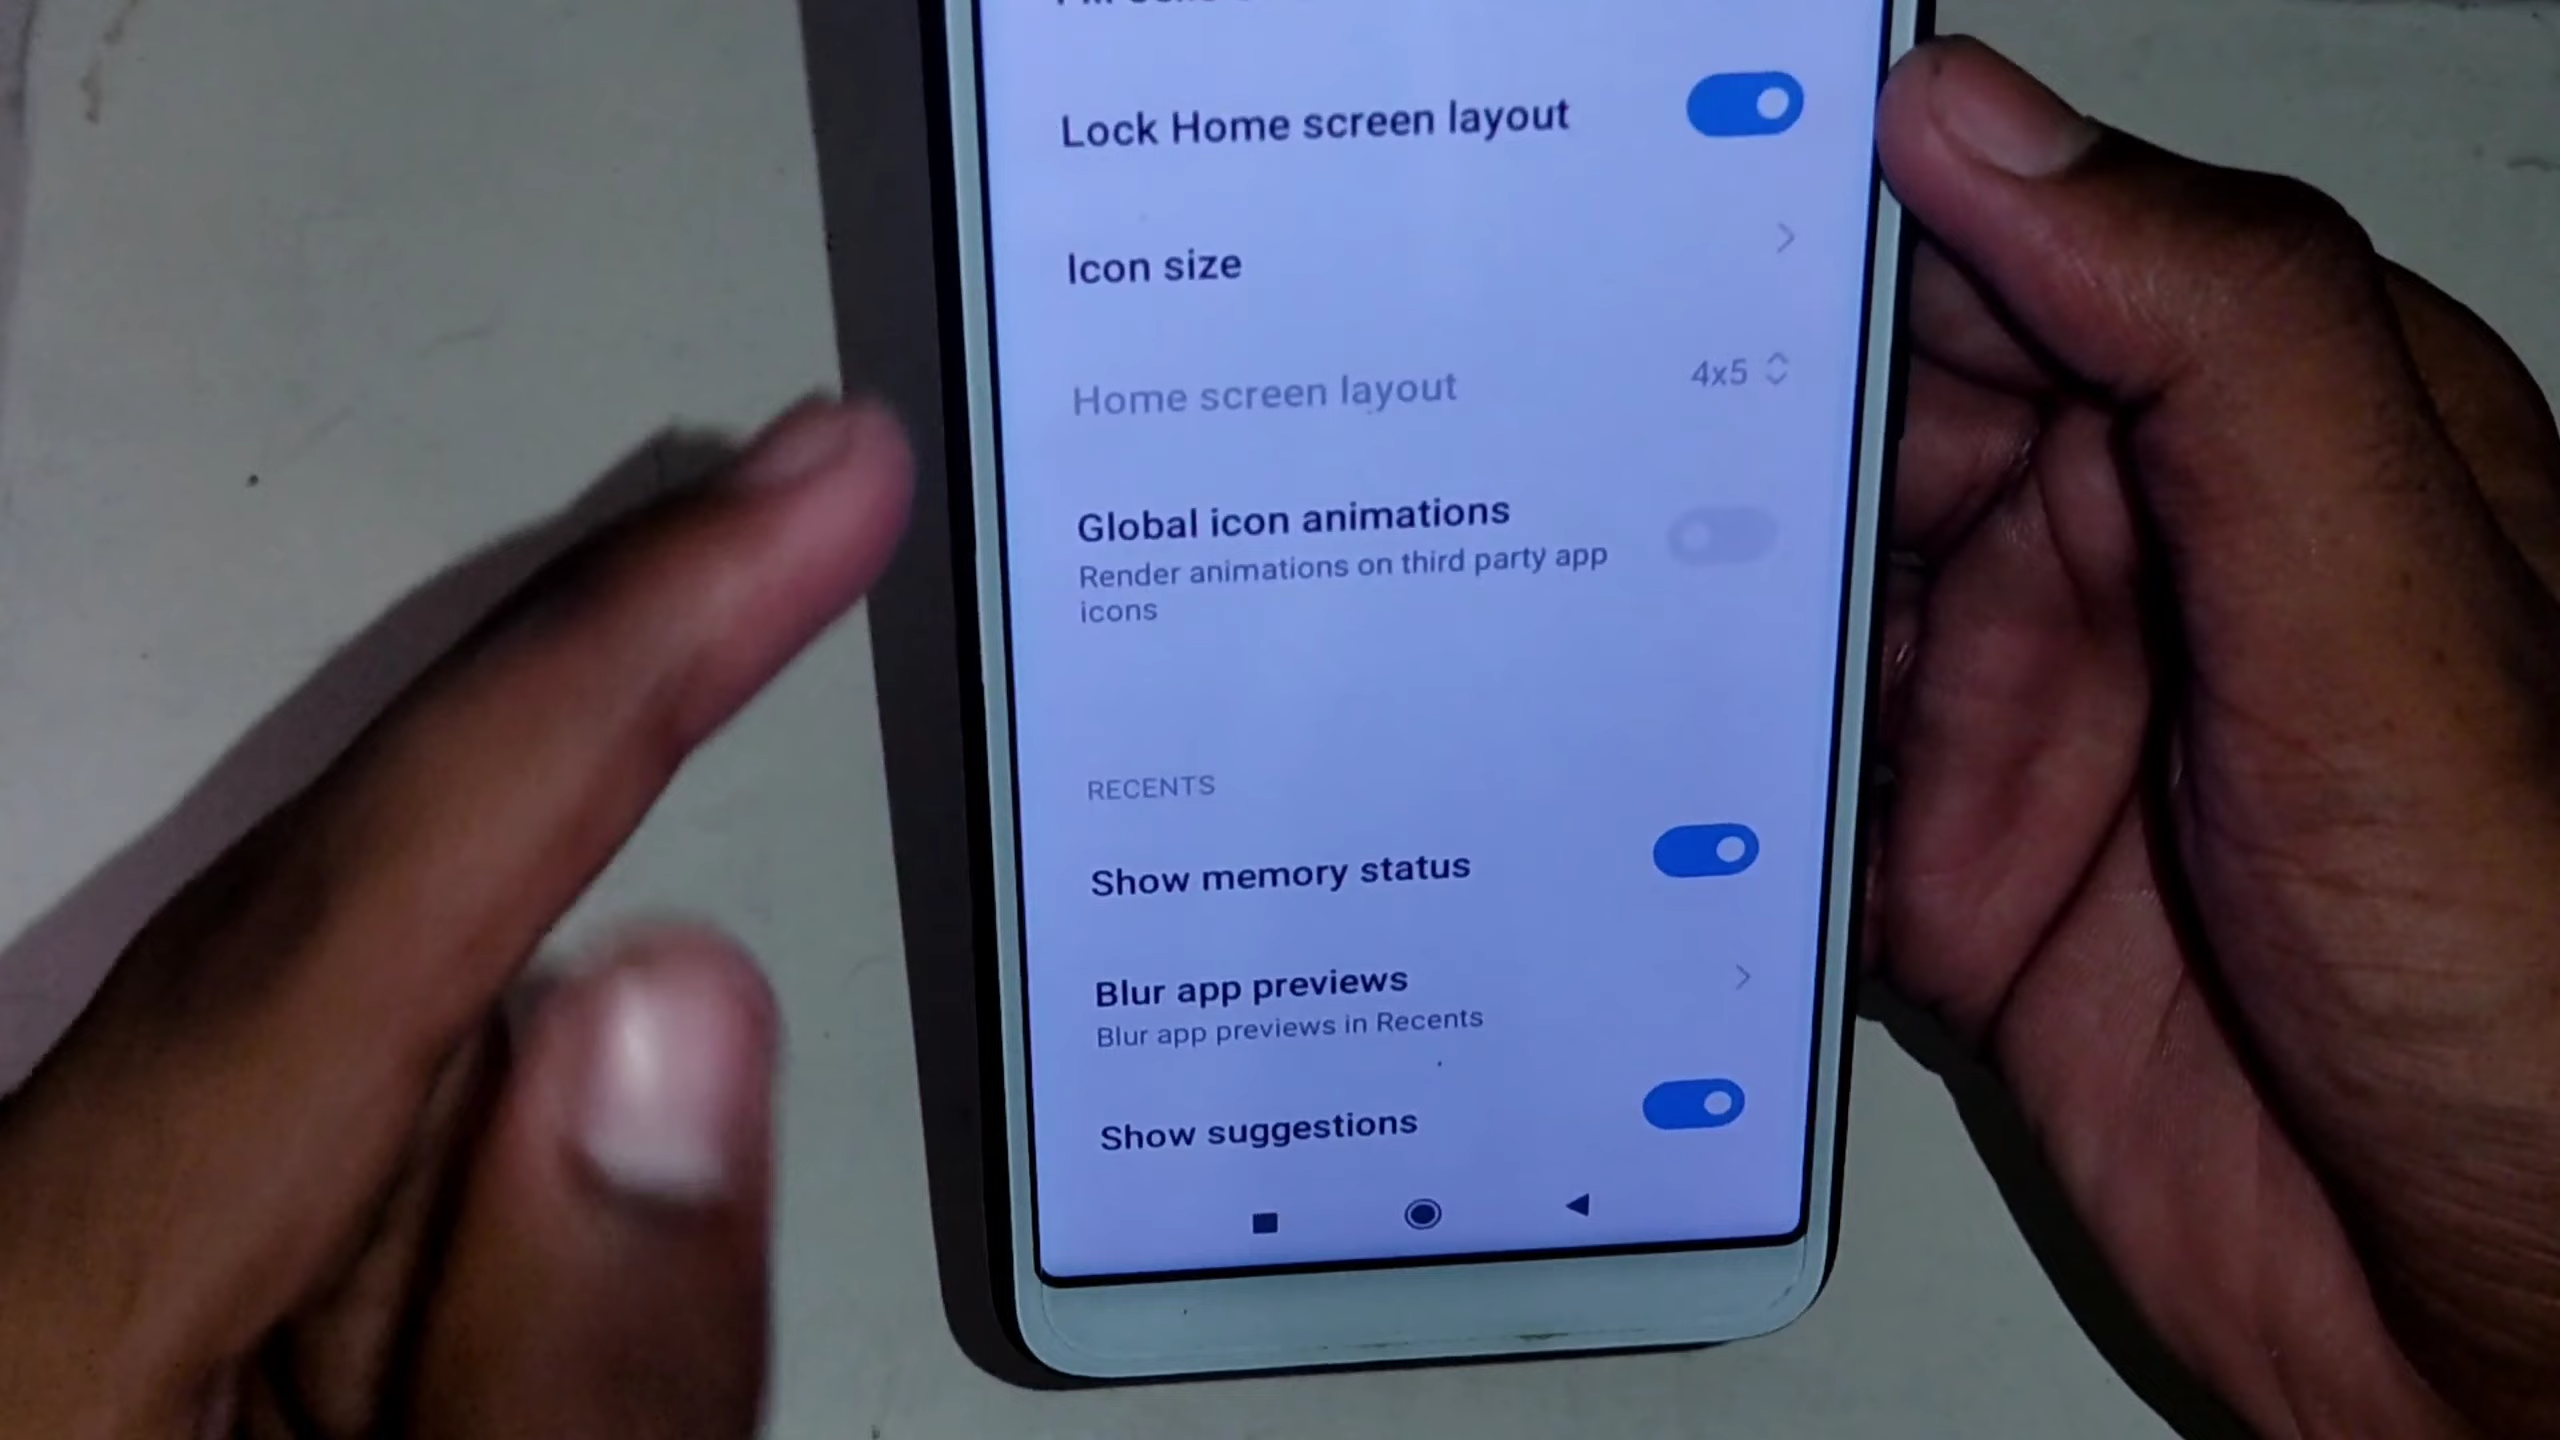 Lock Home screen layout
Icon size
Home screen layout 4x5
Global icon animations
Render animations on third party app
icons
RECENTS
Show memory status
Blur app previews
Blur app previews in Recents
Show suggestions